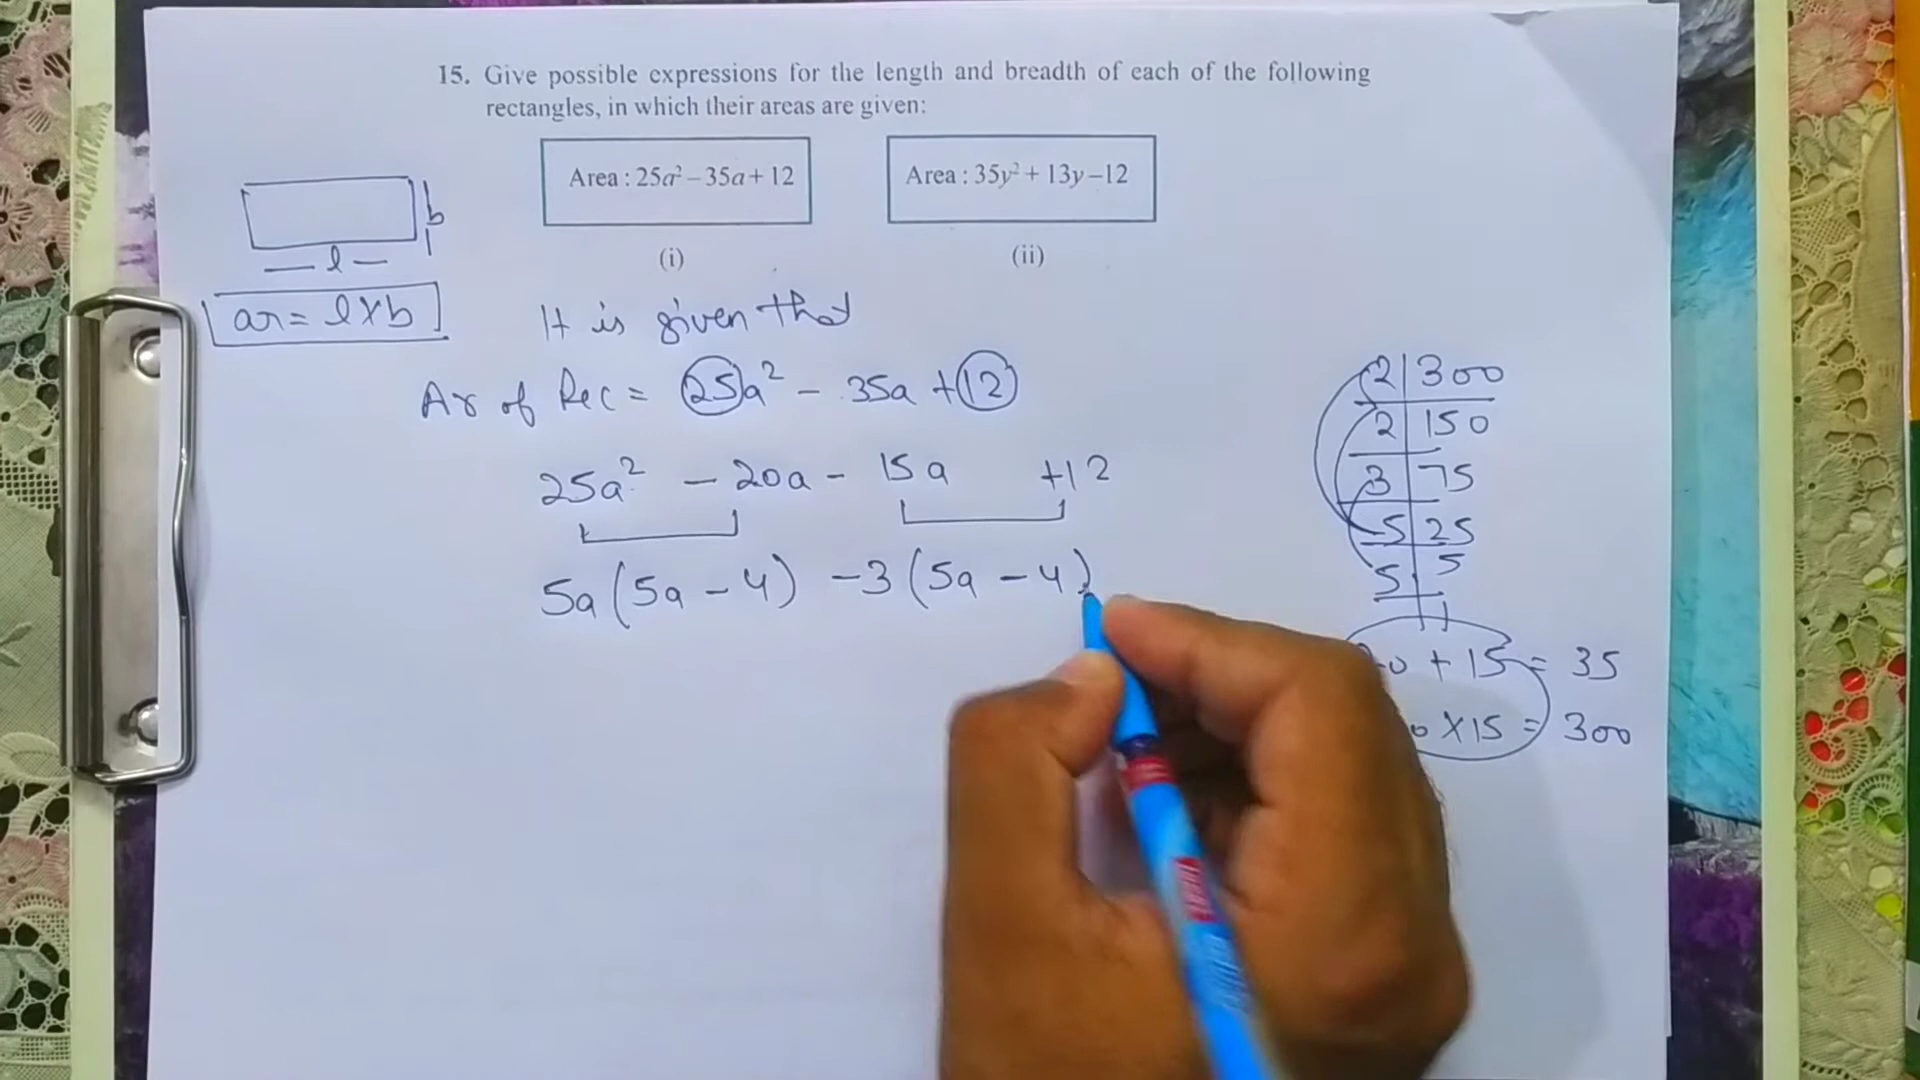 15. Give possible expressions for the length and breadth of each of the following
rectangles, in which their areas are given:
Area : 25a² – 35a + 12
Area : 35y² + 13y –12
(i)
(ii)
b
l
ar = l x b
It is given that
Ar of Rec = 25a² - 35a + 12
25a² - 20a - 15a +12
5a (5a - 4) -3 (5a - 4)
2 | 300
2 | 150
3 | 75
5 | 25
5 | 5
1
+ 15 = 35
x 15 = 300